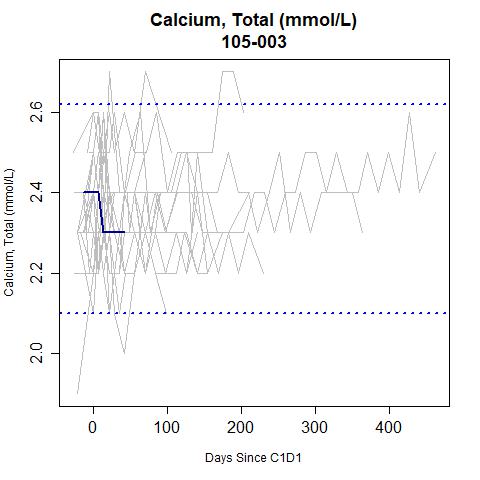 Calcium, Total (mmol/L)
105-003
Calcium, Total (mmol/L)
2.6
2.4
2.2
2.0
0 100 200 300 400
Days Since C1D1